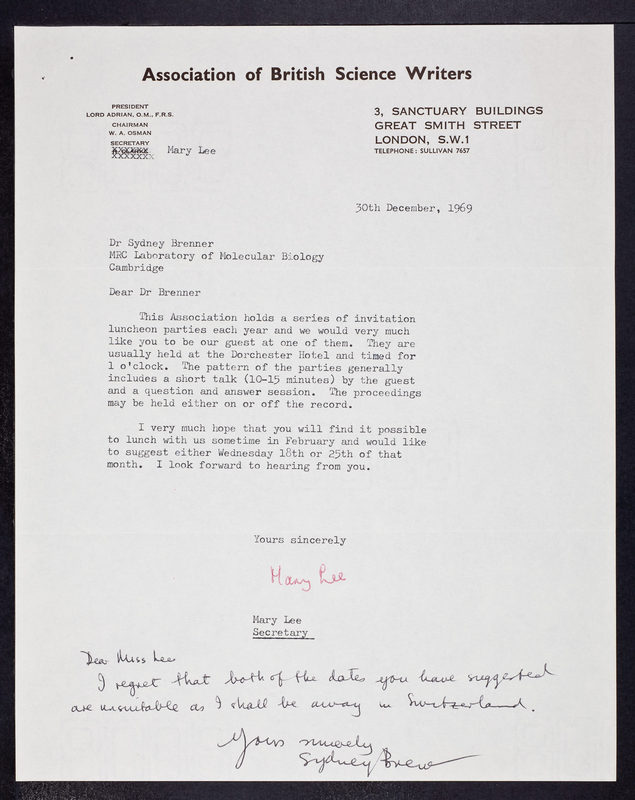 Association of British Science Writers
PRESIDENT
LORD ADRIAN, O.M., F.R.S.
CHAIRMAN
W. A. OSMAN
SECRETARY
Mary Lee
3, SANCTUARY BUILDINGS
GREAT SMITH STREET
LONDON, S.W.1
TELEPHONE: SULLIVAN 7657
30th December, 1969
Dr Sydney Brenner
MRC Laboratory of Molecular Biology
Cambridge
Dear Dr Brenner
This Association holds a series of invitation
luncheon parties each year and we would very much
like you to be our guest at one of them. They are
usually held at the Dorchester Hotel and timed for
1 o'clock. The pattern of the parties generally
includes a short talk (10-15 minutes) by the guest
and a question and answer session. The proceedings
may be held either on or off the record.
I very much hope that you will find it possible
to lunch with us sometime in February and would like
to suggest either Wednesday 18th or 25th of that
month. I look forward to hearing from you.
Yours sincerely
Mary Lee
Mary Lee
Secretary
Dear Miss Lee
I regret that both of the dates you have suggested
are unsuitable as I shall be away in Switzerland.
Yours sincerely
Sydney Brenner